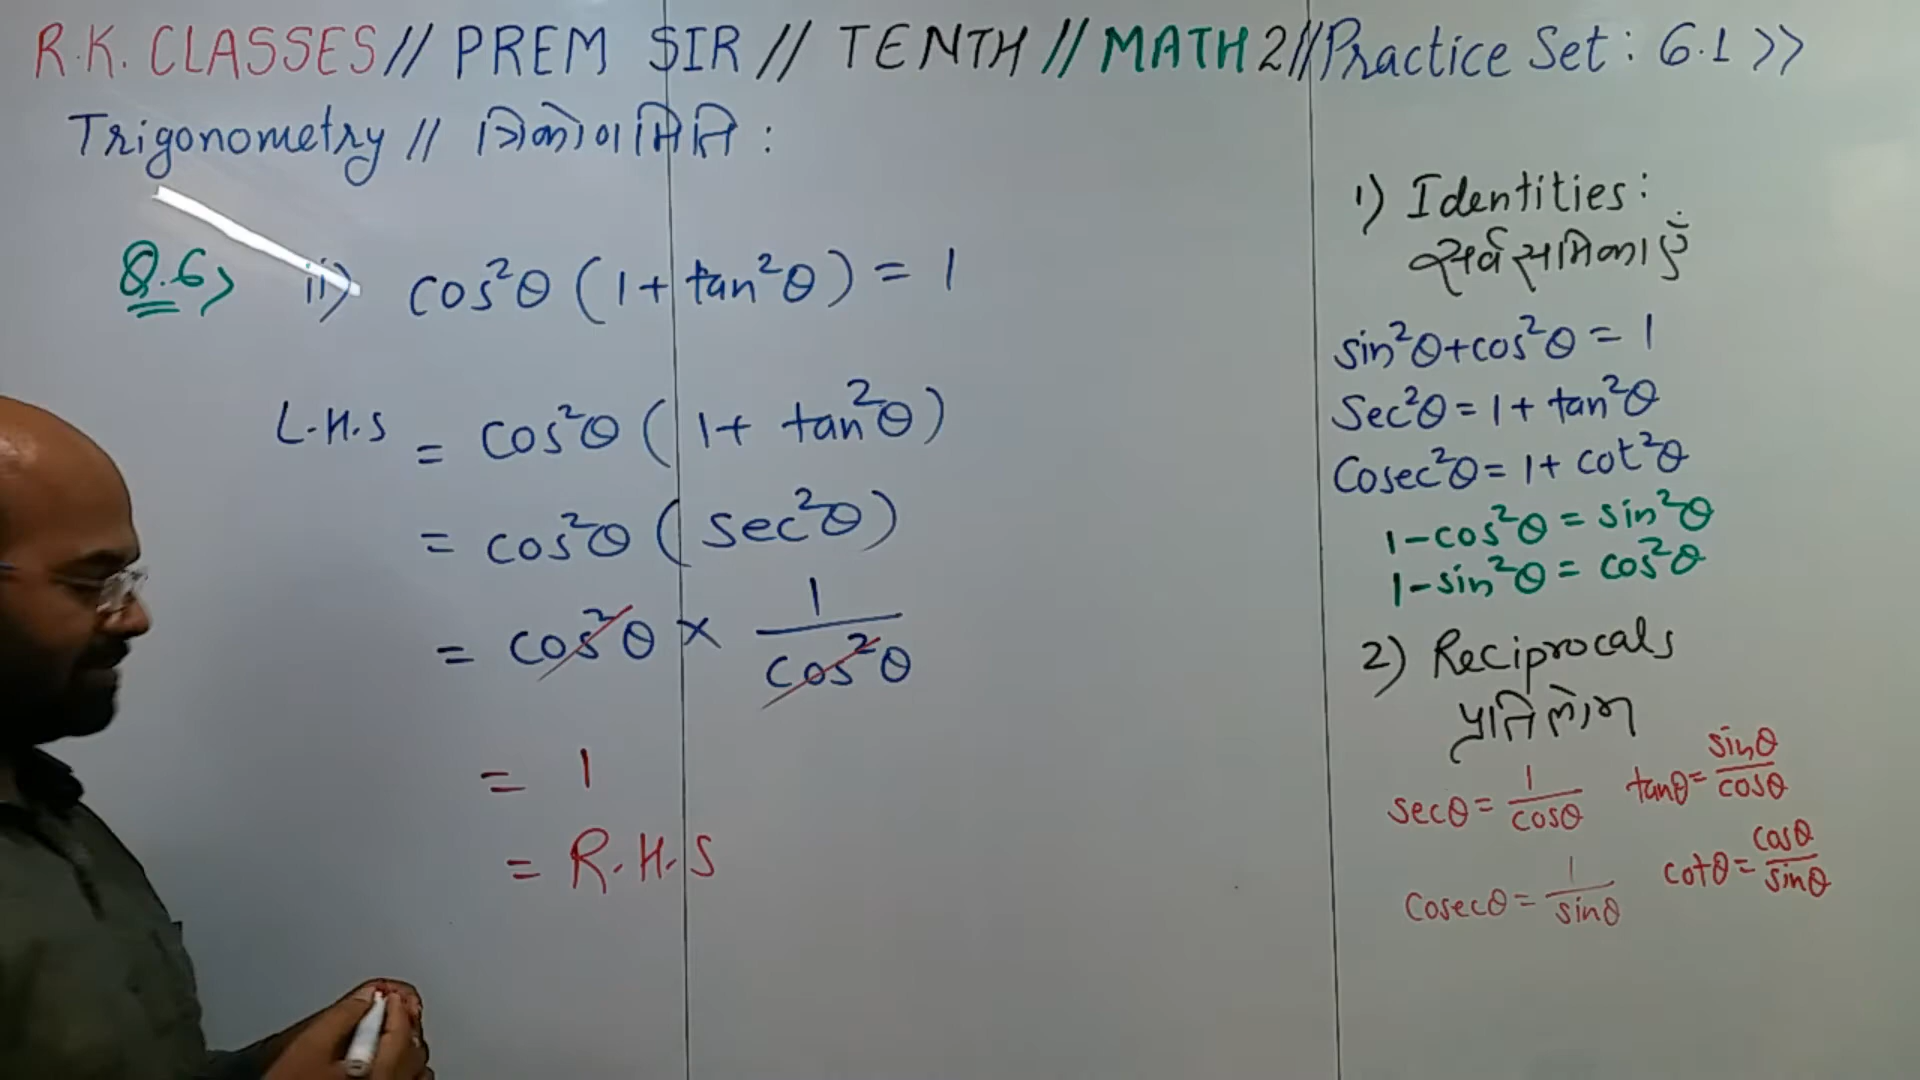 R.K. CLASSES // PREM SIR // TENTH // MATH 2 // Practice Set : 6.1 >>
Trigonometry // त्रिकोणमिति :
Q.6> ii) cos²θ (1 + tan²θ) = 1
L.H.S = cos²θ (1 + tan²θ)
= cos²θ (sec²θ)
= cos²θ × 1/cos²θ
= 1
= R.H.S
1) Identities :
सर्वसमिकाएँ
sin²θ+cos²θ = 1
Sec²θ = 1 + tan²θ
Cosec²θ = 1 + cot²θ
1-cos²θ = sin²θ
1-sin²θ = cos²θ
2) Reciprocals
प्रतिलोम
secθ = 1/cosθ tanθ = sinθ/cosθ
cosecθ = 1/sinθ cotθ = cosθ/sinθ